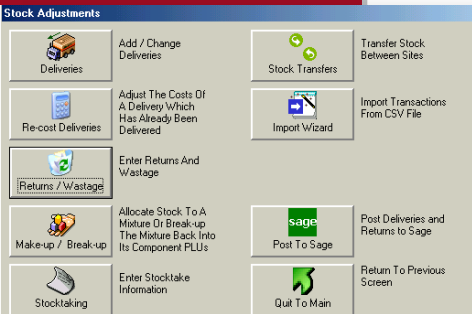 Stock Adjustments
Deliveries
Add / Change
Deliveries
Stock Transfers
Transfer Stock
Between Sites
Re-cost Deliveries
Adjust The Costs Of
A Delivery Which
Has Already Been
Delivered
Import Wizard
Import Transactions
From CSV File
Returns / Wastage
Enter Returns And
Wastage
Make-up / Break-up
Allocate Stock To A
Mixture Or Break-up
The Mixture Back Into
Its Component PLUs
sage
Post To Sage
Post Deliveries and
Returns to Sage
Stocktaking
Enter Stocktake
Information
Quit To Main
Return To Previous
Screen